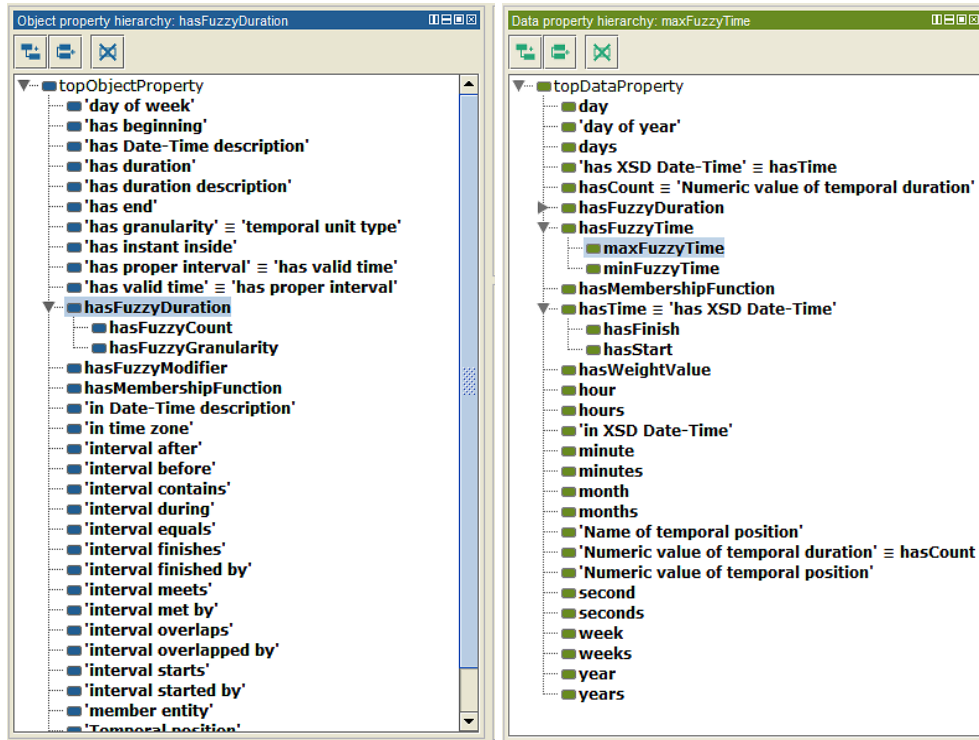 Object property hierarchy: hasFuzzyDuration
topObjectProperty
'day of week'
'has beginning'
'has Date-Time description'
'has duration'
'has duration description'
'has end'
'has granularity' ≡ 'temporal unit type'
'has instant inside'
'has proper interval' ≡ 'has valid time'
'has valid time' ≡ 'has proper interval'
hasFuzzyDuration
hasFuzzyCount
hasFuzzyGranularity
hasFuzzyModifier
hasMembershipFunction
'in Date-Time description'
'in time zone'
'interval after'
'interval before'
'interval contains'
'interval during'
'interval equals'
'interval finishes'
'interval finished by'
'interval meets'
'interval met by'
'interval overlaps'
'interval overlapped by'
'interval starts'
'interval started by'
'member entity'
'Temporal position'
Data property hierarchy: maxFuzzyTime
topDataProperty
day
'day of year'
days
'has XSD Date-Time' ≡ hasTime
hasCount ≡ 'Numeric value of temporal duration'
hasFuzzyDuration
hasFuzzyTime
maxFuzzyTime
minFuzzyTime
hasMembershipFunction
hasTime ≡ 'has XSD Date-Time'
hasFinish
hasStart
hasWeightValue
hour
hours
'in XSD Date-Time'
minute
minutes
month
months
'Name of temporal position'
'Numeric value of temporal duration' ≡ hasCount
'Numeric value of temporal position'
second
seconds
week
weeks
year
years